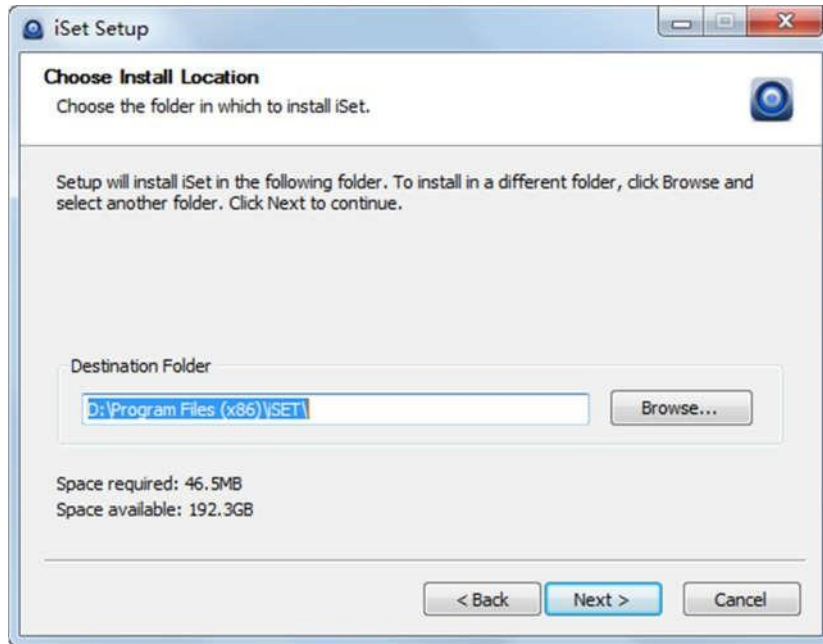 iSet Setup
Choose Install Location
Choose the folder in which to install iSet.
Setup will install iSet in the following folder. To install in a different folder, click Browse and
select another folder. Click Next to continue.
Destination Folder
D:\Program Files (x86)\iSET\
Browse...
Space required: 46.5MB
Space available: 192.3GB
< Back
Next >
Cancel